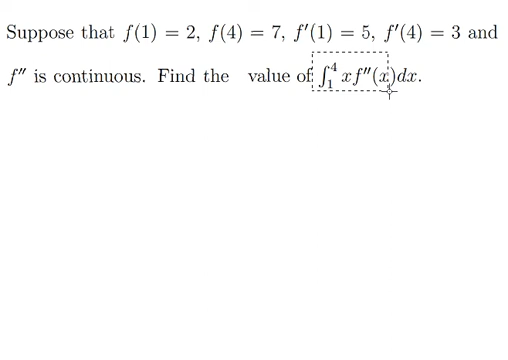 Suppose that f(1) = 2, f(4) = 7, f′(1) = 5, f′(4) = 3 and
f″ is continuous. Find the value of ∫₁⁴ xf″(x)dx.